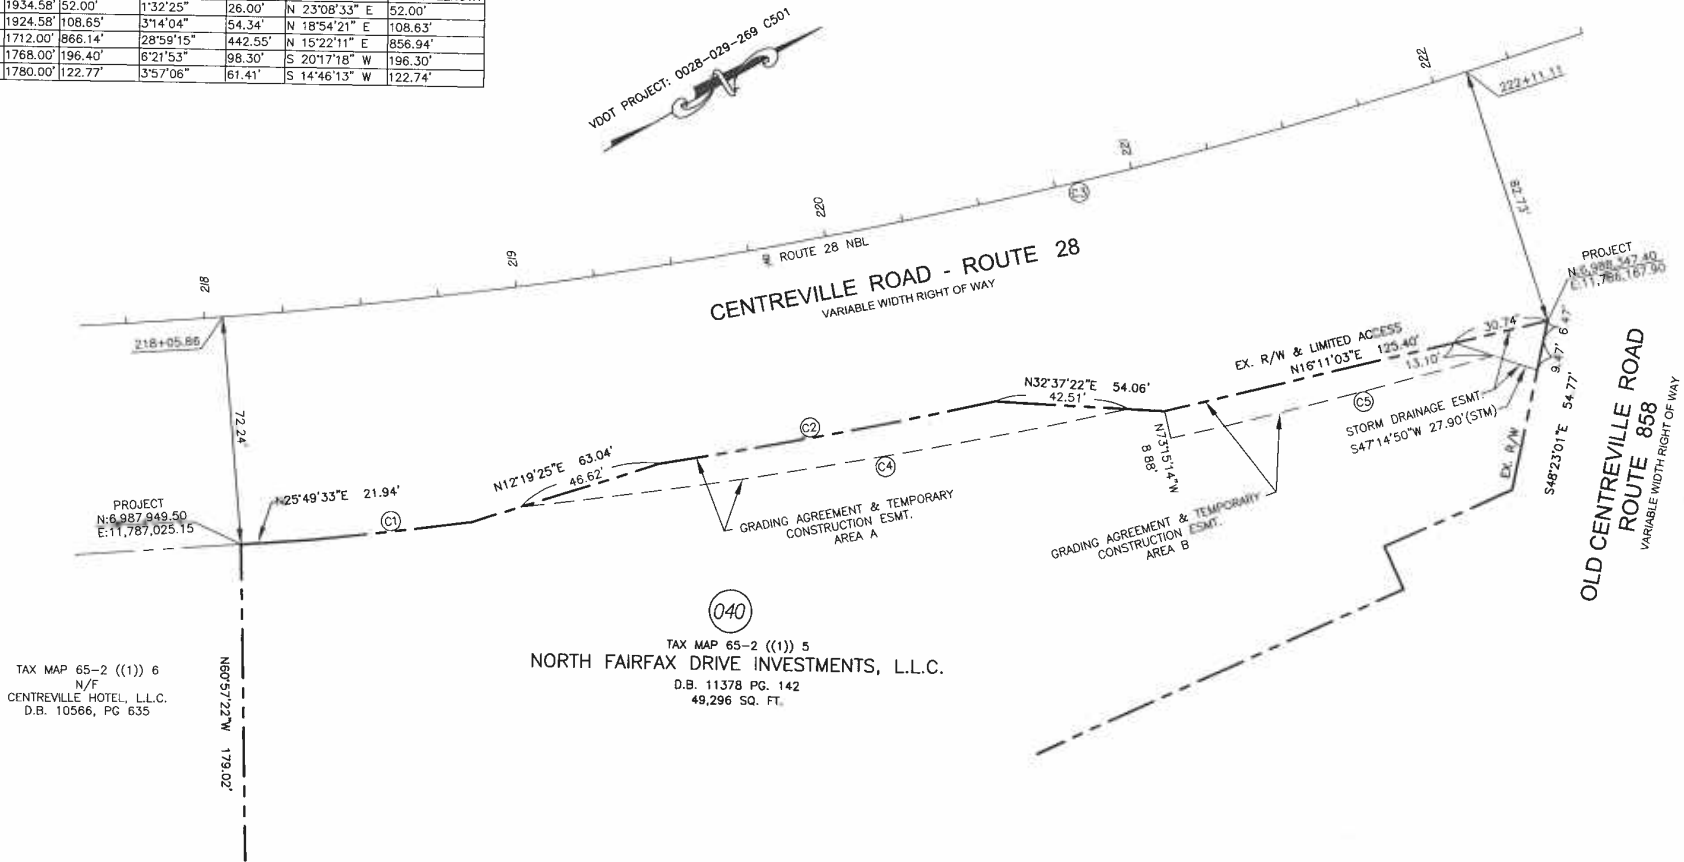 1934.58' 52.00' 1°32'25" 26.00' N 23°08'33" E 52.00'
1924.58' 108.65' 3°14'04" 54.34' N 18°54'21" E 108.63'
1712.00' 866.14' 28°59'15" 442.55' N 15°22'11" E 856.94'
1768.00' 196.40' 6°21'53" 98.30' S 20°17'18" W 196.30'
1780.00' 122.77' 3°57'06" 61.41' S 14°46'13" W 122.74'
VDOT PROJECT: 0028-029-269 C501
N
218
219
220
221
222
C3
222+11.11
218+05.86
ROUTE 28 NBL
CENTREVILLE ROAD - ROUTE 28
VARIABLE WIDTH RIGHT OF WAY
82.73'
72.24'
PROJECT
N:6,988,347.40
E:11,786,167.90
30.74'
6.47'
9.47'
13.10'
EX. R/W & LIMITED ACCESS
N16°11'03"E 125.40'
N32°37'22"E 54.06'
42.51'
C2
C5
C4
STORM DRAINAGE ESMT.
S47°14'50"W 27.90'(STM)
N73°15'14"W
8.88'
EX. R/W
S48°23'01"E 54.77'
OLD CENTREVILLE ROAD
ROUTE 858
VARIABLE WIDTH RIGHT OF WAY
N12°19'25"E 63.04'
46.62'
N25°49'33"E 21.94'
C1
PROJECT
N:6,987,949.50
E:11,787,025.15
GRADING AGREEMENT & TEMPORARY
CONSTRUCTION ESMT.
AREA A
GRADING AGREEMENT & TEMPORARY
CONSTRUCTION ESMT.
AREA B
040
TAX MAP 65-2 ((1)) 5
NORTH FAIRFAX DRIVE INVESTMENTS, L.L.C.
D.B. 11378 PG. 142
49,296 SQ. FT.
TAX MAP 65-2 ((1)) 6
N/F
CENTREVILLE HOTEL, L.L.C.
D.B. 10566, PG 635
N60°57'22"W 179.02'